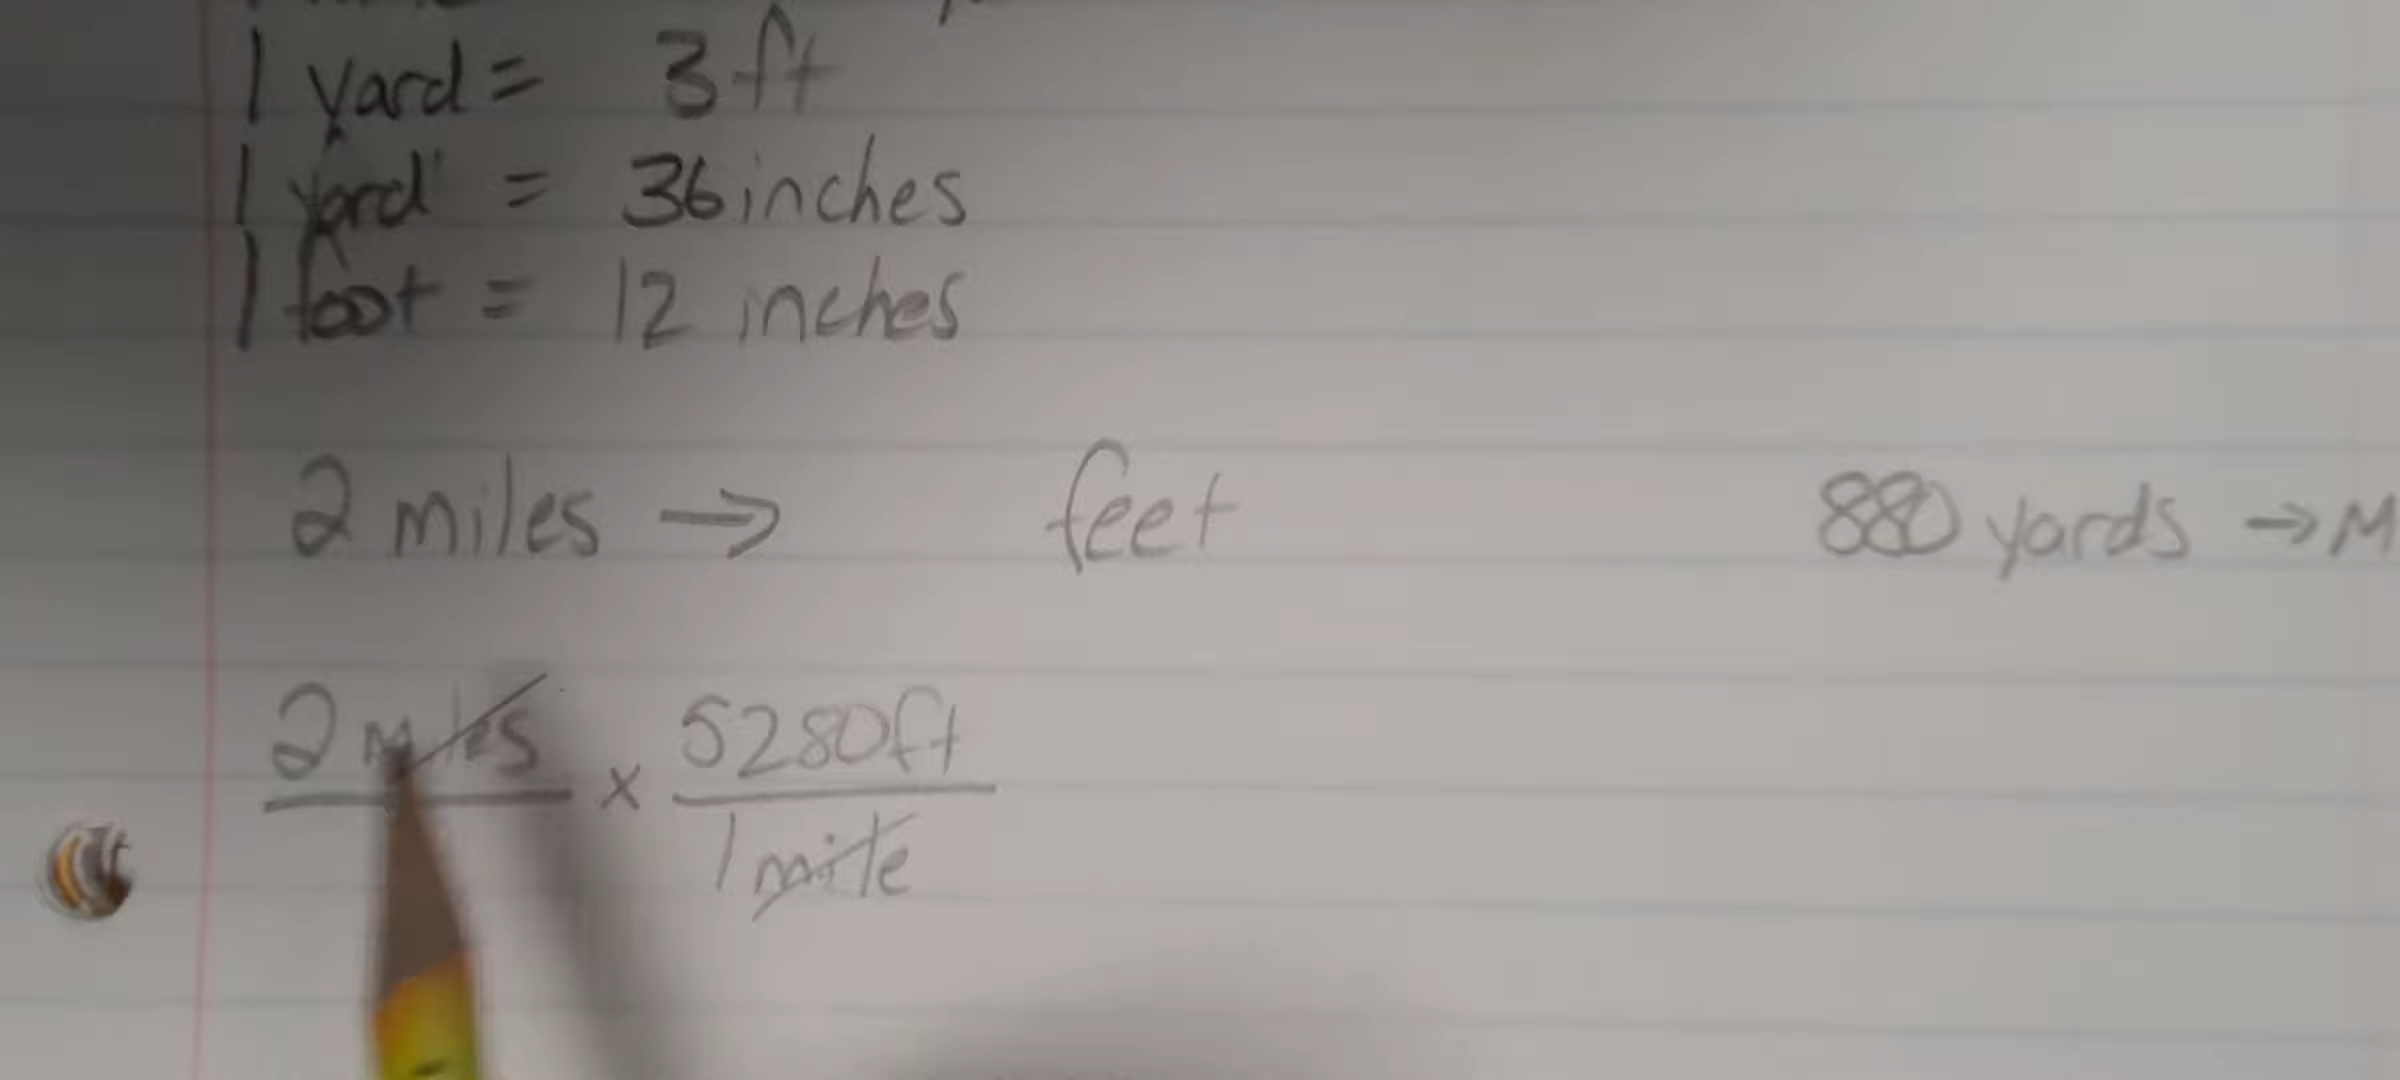 1 yard = 3 ft
1 yard = 36 inches
1 foot = 12 inches
2 miles → feet
880 yards → M
2 miles × 5280 ft
1 mile